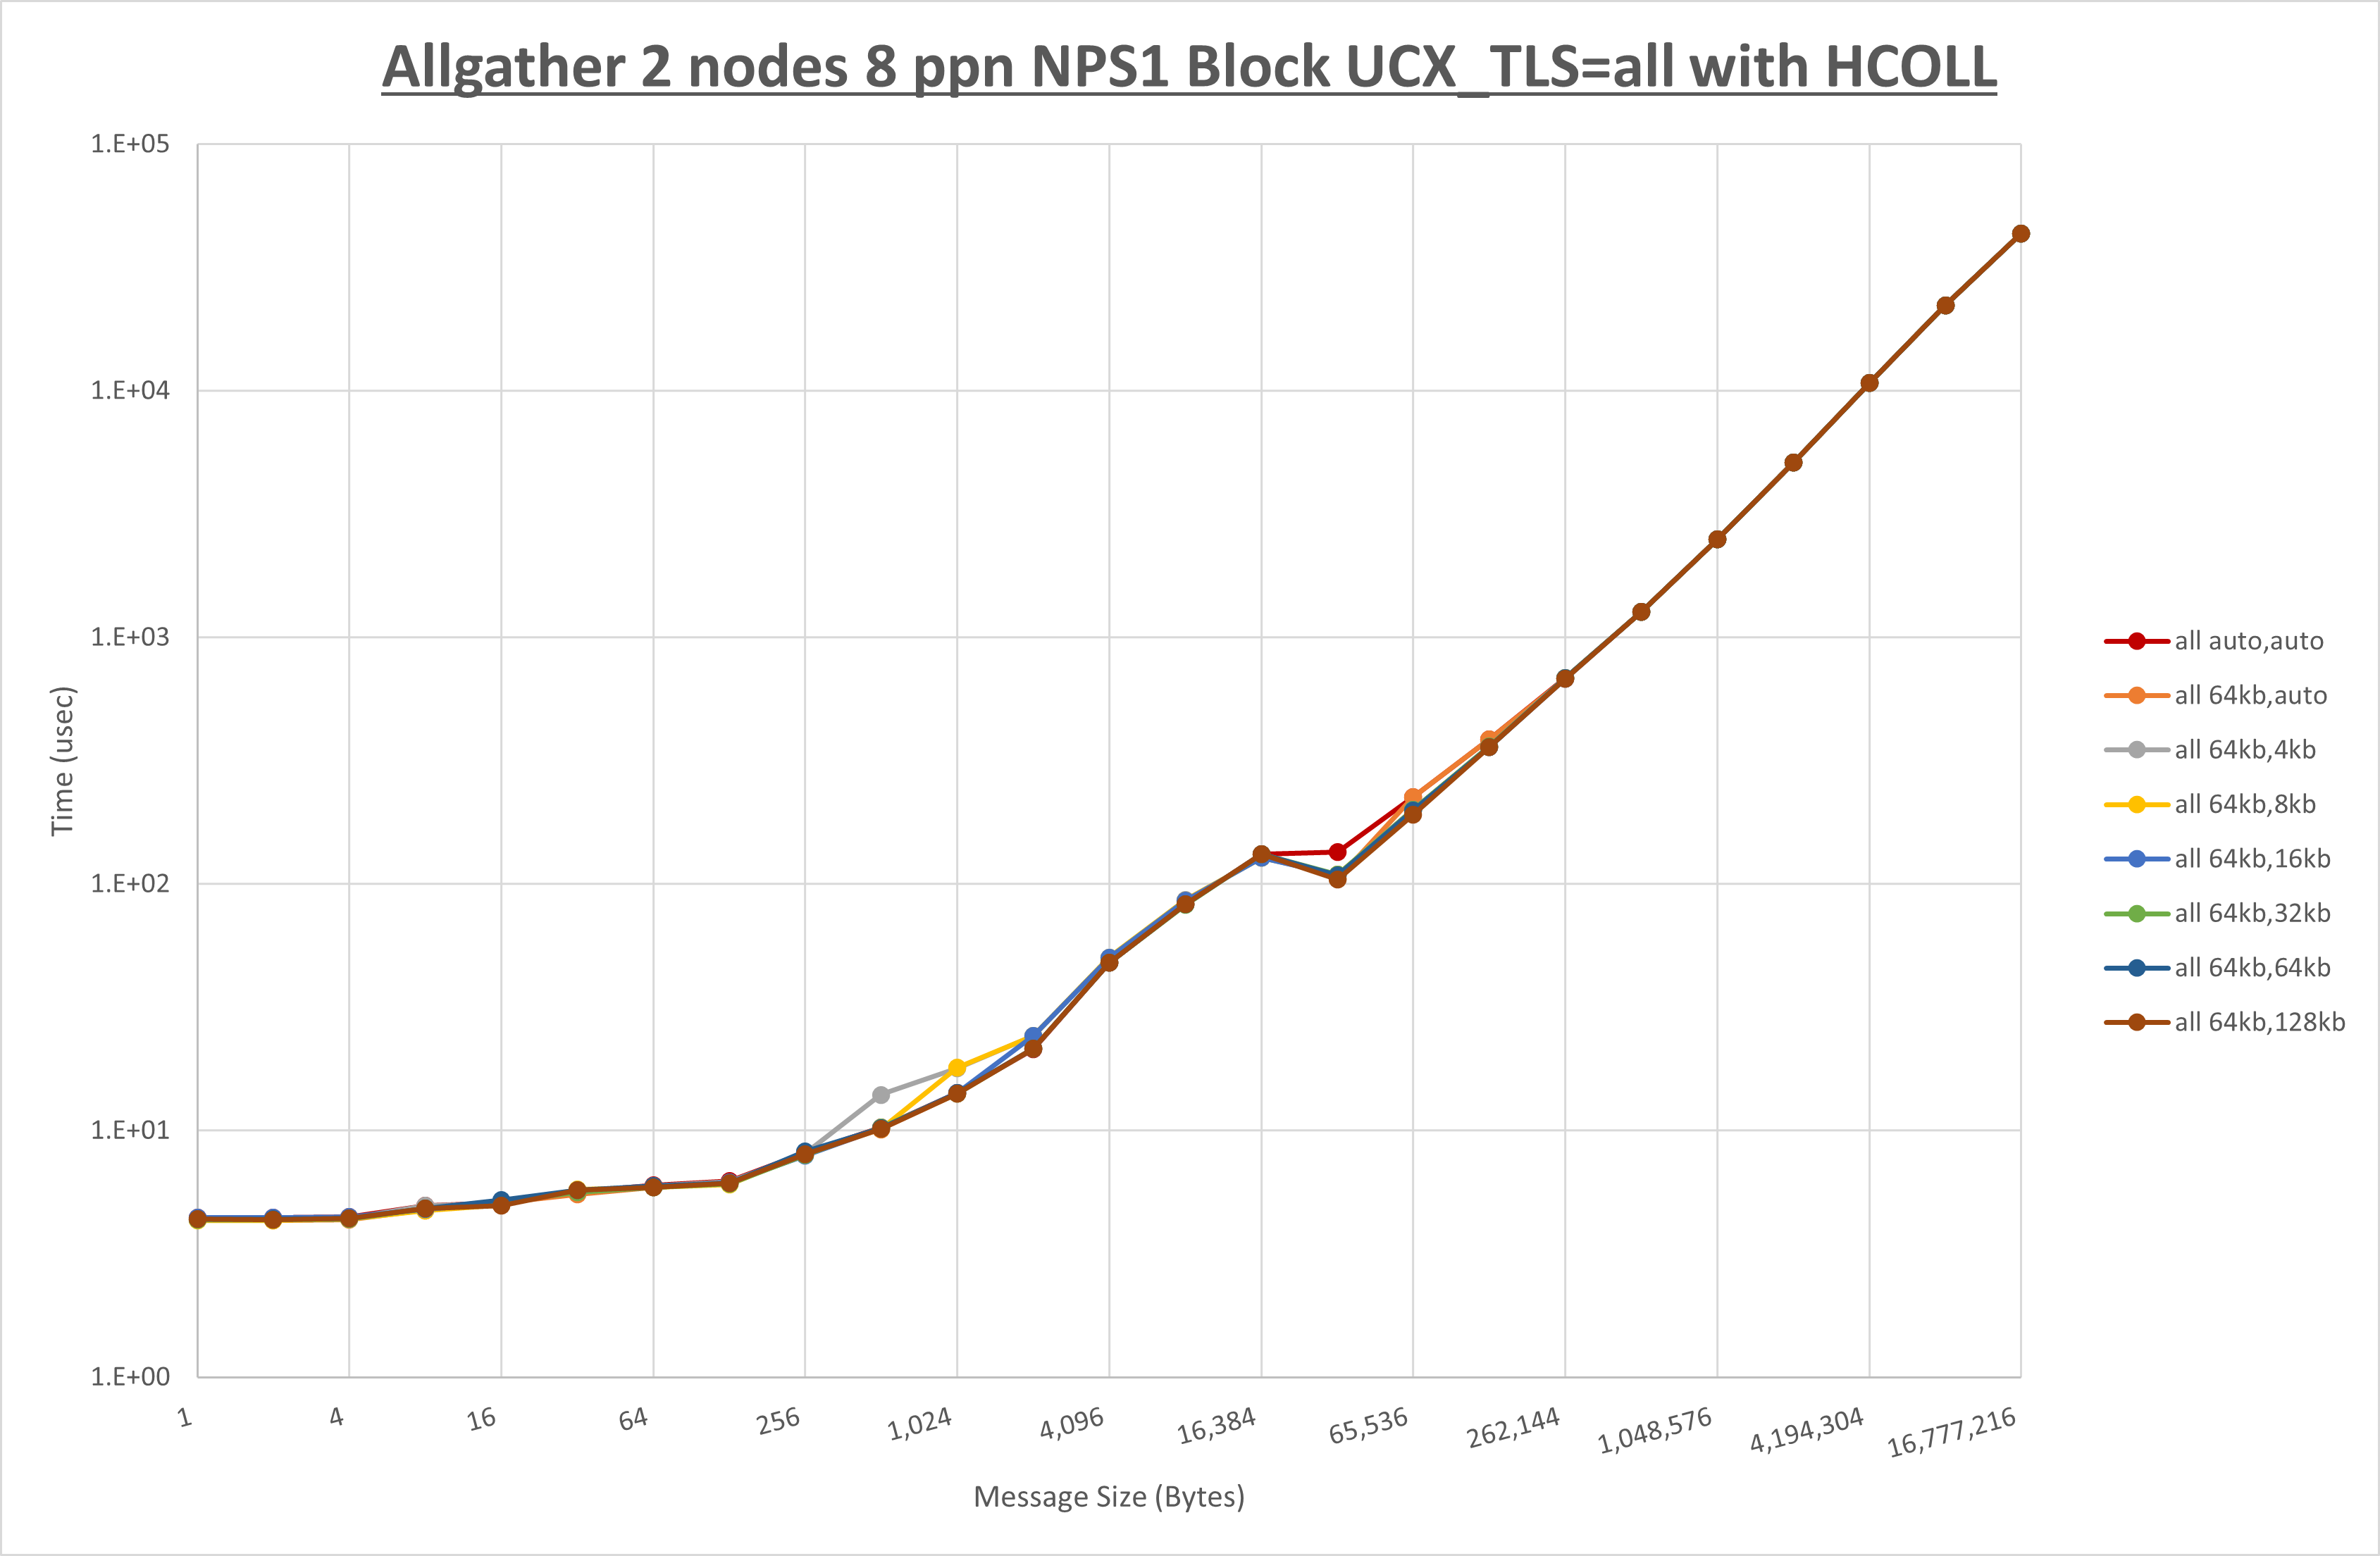 Allgather 2 nodes 8 ppn NPS1 Block UCX_TLS=all with HCOLL
1.E+05
1.E+04
1.E+03
1.E+02
1.E+01
1.E+00
Time (usec)
1 4 16 64 256 1,024 4,096 16,384 65,536 262,144 1,048,576 4,194,304 16,777,216
Message Size (Bytes)
all auto,auto
all 64kb,auto
all 64kb,4kb
all 64kb,8kb
all 64kb,16kb
all 64kb,32kb
all 64kb,64kb
all 64kb,128kb